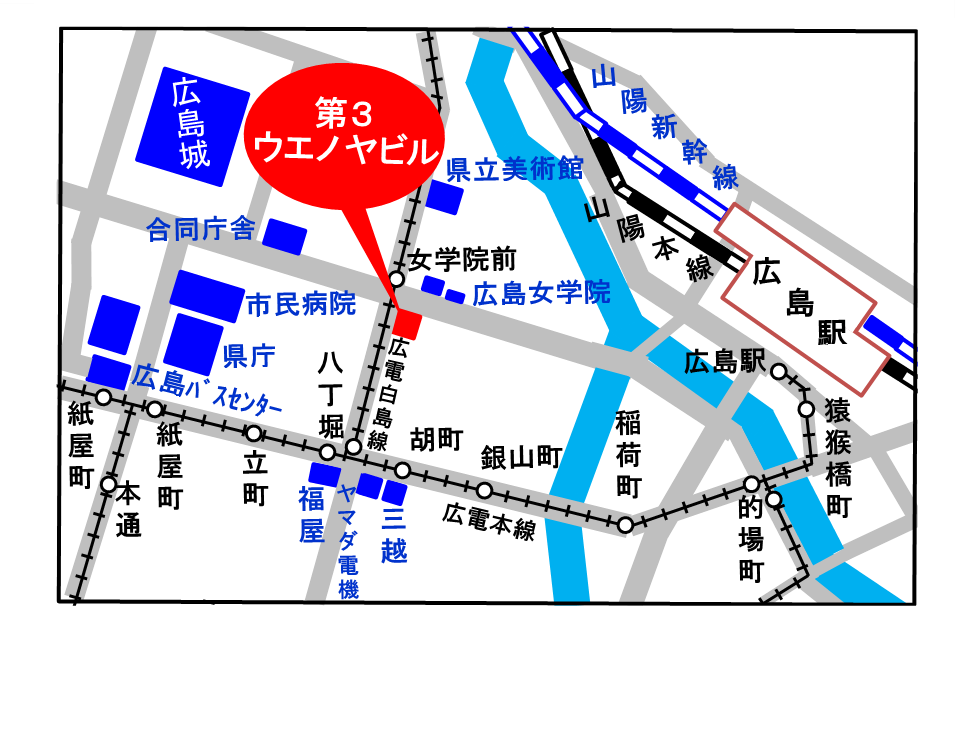 広島城
第３
ウエノヤビル
山陽新幹線
県立美術館
山陽本線
合同庁舎
女学院前
広島駅
市民病院
広島女学院
県庁
広電白島線
八丁堀
広島駅
広島ﾊﾞｽｾﾝﾀｰ
猿猴橋町
紙屋町
紙屋町
立町
胡町
銀山町
稲荷町
本通
福屋
ヤマダ電機
三越
広電本線
的場町